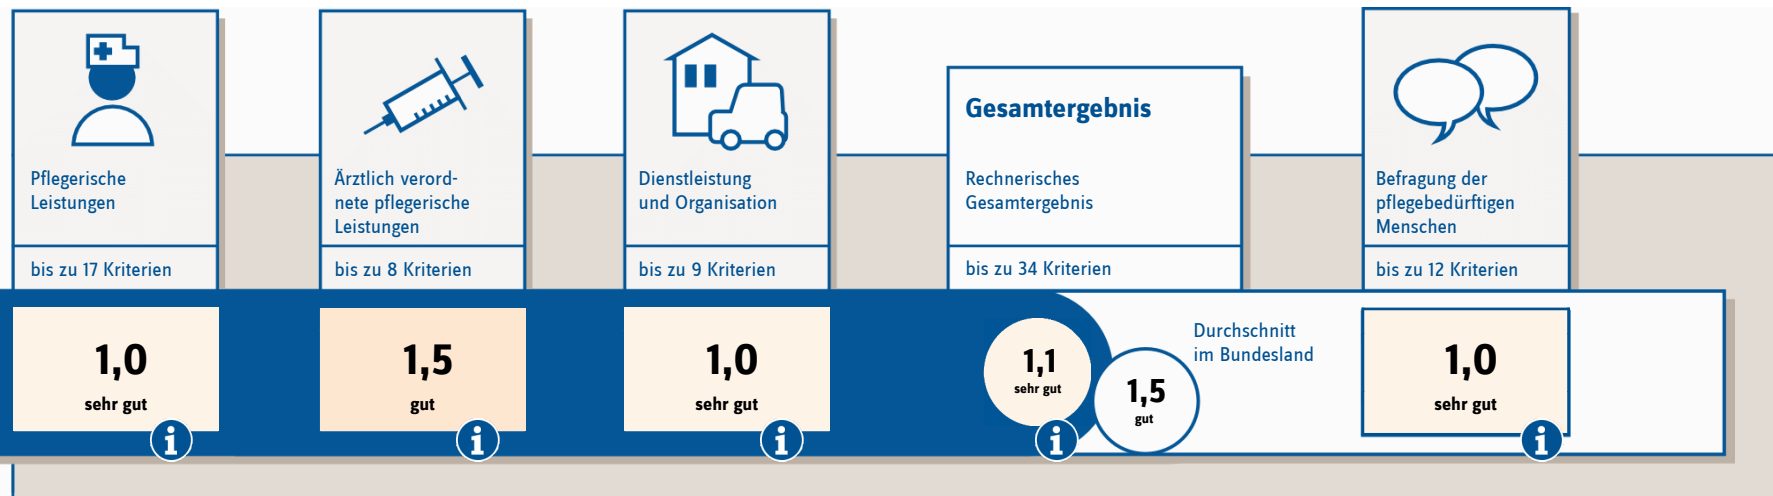 Pflegerische
Leistungen
bis zu 17 Kriterien
1,0
sehr gut
i
Ärztlich verord-
nete pflegerische
Leistungen
bis zu 8 Kriterien
1,5
gut
i
Dienstleistung
und Organisation
bis zu 9 Kriterien
1,0
sehr gut
i
Gesamtergebnis
Rechnerisches
Gesamtergebnis
bis zu 34 Kriterien
1,1
sehr gut
i
1,5
gut
Durchschnitt
im Bundesland
Befragung der
pflegebedürftigen
Menschen
bis zu 12 Kriterien
1,0
sehr gut
i